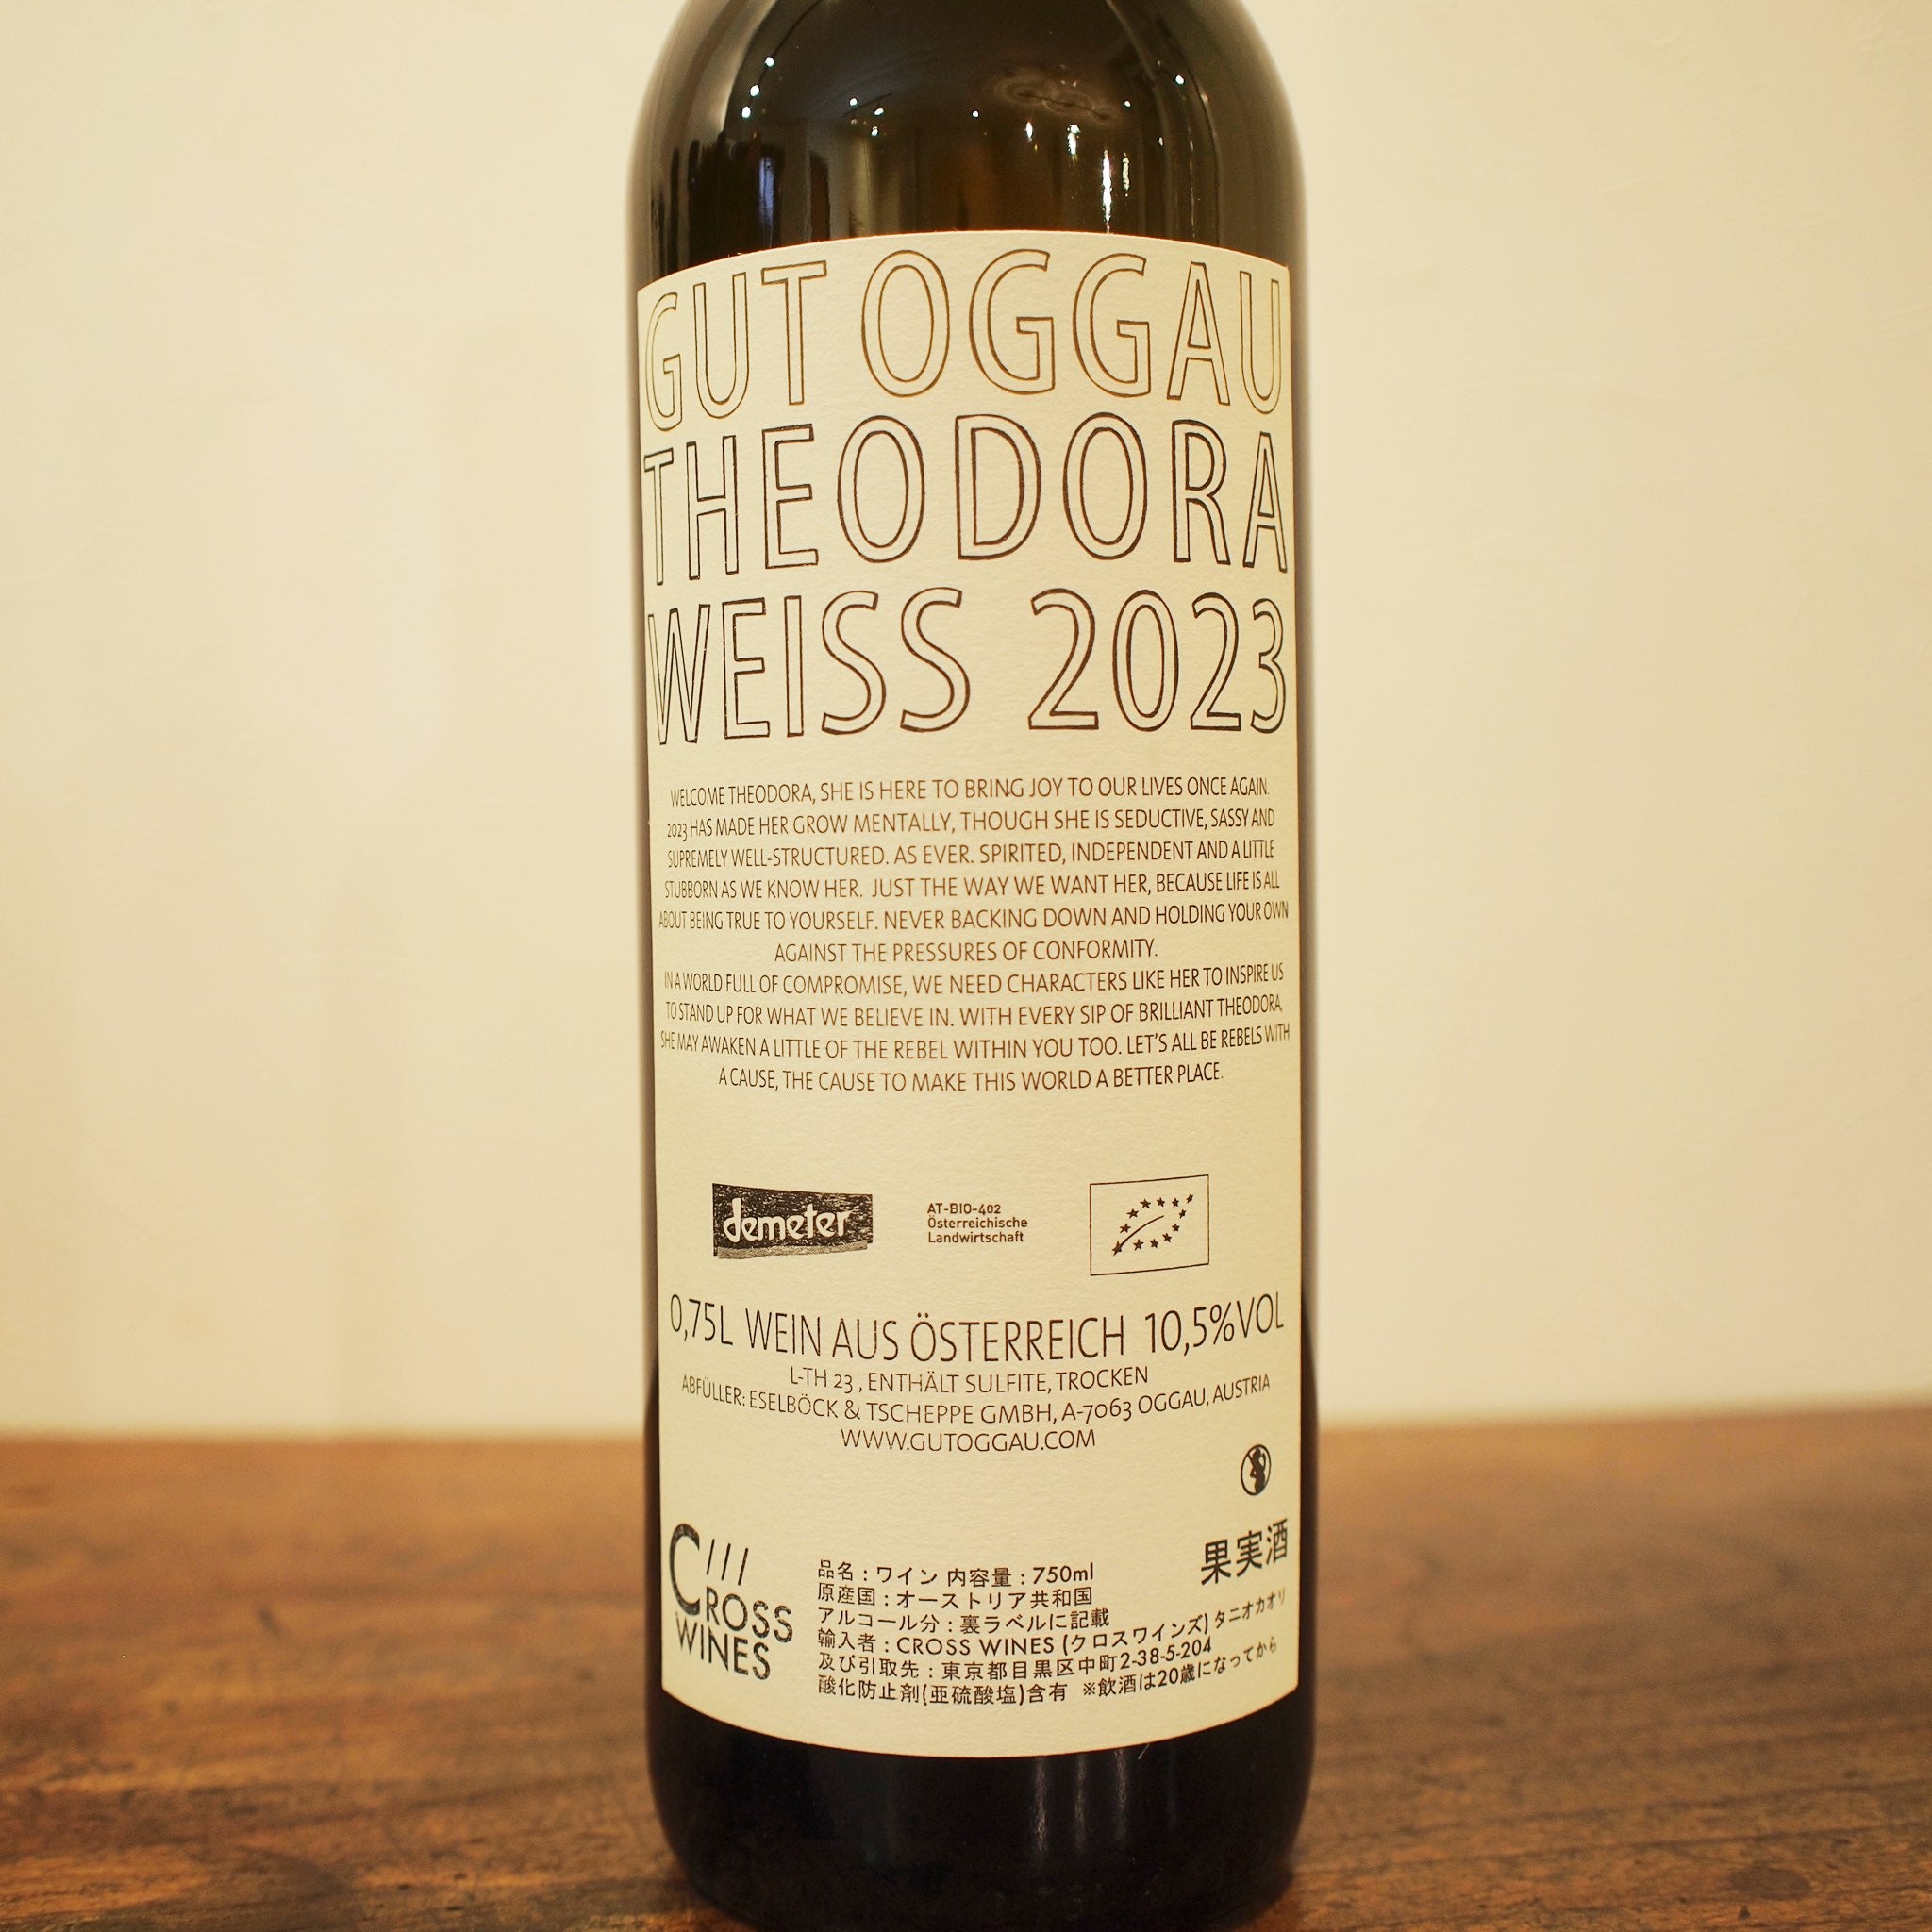 GUT OGGAU
THEODORA
WEISS 2023
WELCOME THEODORA, SHE IS HERE TO BRING JOY TO OUR LIVES ONCE AGAIN.
2023 HAS MADE HER GROW MENTALLY, THOUGH SHE IS SEDUCTIVE, SASSY AND
SUPREMELY WELL-STRUCTURED. AS EVER. SPIRITED, INDEPENDENT AND A LITTLE
STUBBORN AS WE KNOW HER. JUST THE WAY WE WANT HER, BECAUSE LIFE IS ALL
ABOUT BEING TRUE TO YOURSELF. NEVER BACKING DOWN AND HOLDING YOUR OWN
AGAINST THE PRESSURES OF CONFORMITY.
IN A WORLD FULL OF COMPROMISE, WE NEED CHARACTERS LIKE HER TO INSPIRE US
TO STAND UP FOR WHAT WE BELIEVE IN. WITH EVERY SIP OF BRILLIANT THEODORA,
SHE MAY AWAKEN A LITTLE OF THE REBEL WITHIN YOU TOO. LET'S ALL BE REBELS WITH
A CAUSE, THE CAUSE TO MAKE THIS WORLD A BETTER PLACE.
demeter
AT-BIO-402
Österreichische
Landwirtschaft
0,75L WEIN AUS ÖSTERREICH 10,5%VOL
L-TH 23, ENTHÄLT SULFITE, TROCKEN
ABFÜLLER: ESELBÖCK & TSCHEPPE GMBH, A-7063 OGGAU, AUSTRIA
WWW.GUTOGGAU.COM
CROSS
WINES
果実酒
品名：ワイン 内容量：750ml
原産国：オーストリア共和国
アルコール分：裏ラベルに記載
輸入者：CROSS WINES (クロスワインズ) タニオカオリ
及び引取先：東京都目黒区中町2-38-5-204
酸化防止剤(亜硫酸塩)含有 ※飲酒は20歳になってから